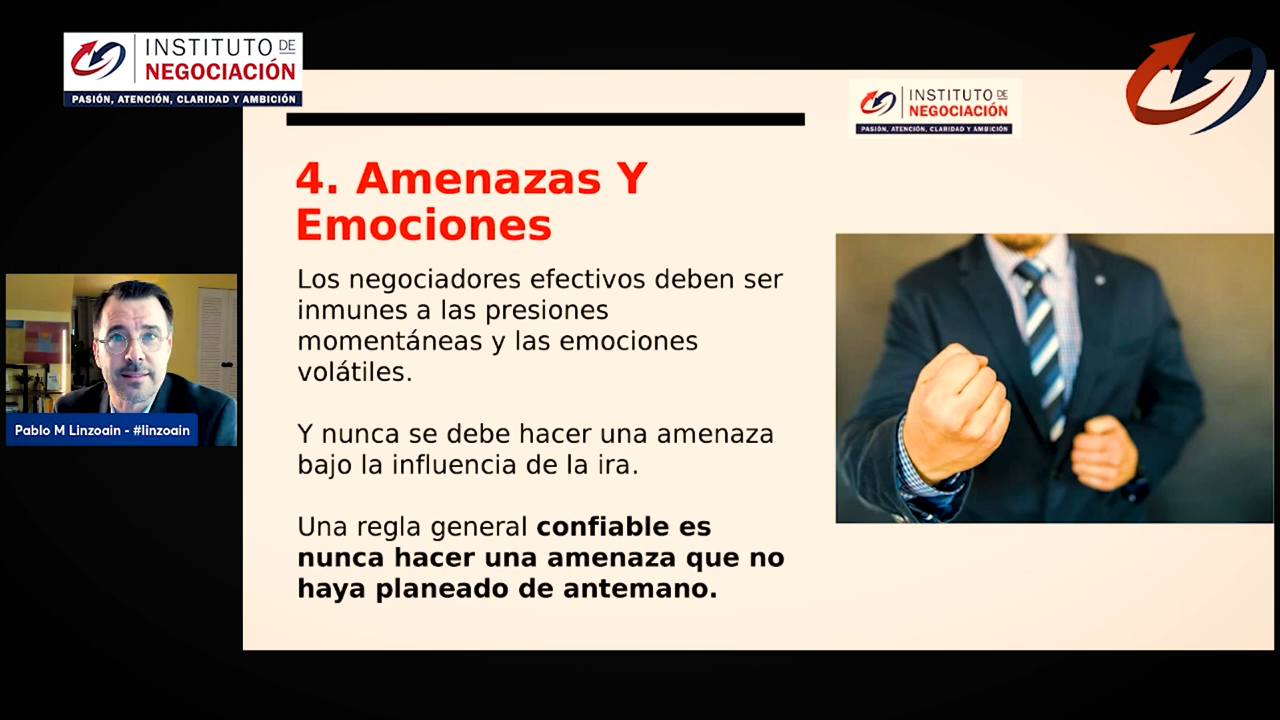 INSTITUTO DE
NEGOCIACIÓN
PASIÓN, ATENCIÓN, CLARIDAD Y AMBICIÓN
INSTITUTO DE
NEGOCIACIÓN
PASIÓN, ATENCIÓN, CLARIDAD Y AMBICIÓN
4. Amenazas Y
Emociones
Los negociadores efectivos deben ser
inmunes a las presiones
momentáneas y las emociones
volátiles.
Y nunca se debe hacer una amenaza
bajo la influencia de la ira.
Una regla general confiable es
nunca hacer una amenaza que no
haya planeado de antemano.
Pablo M Linzoain - #linzoain